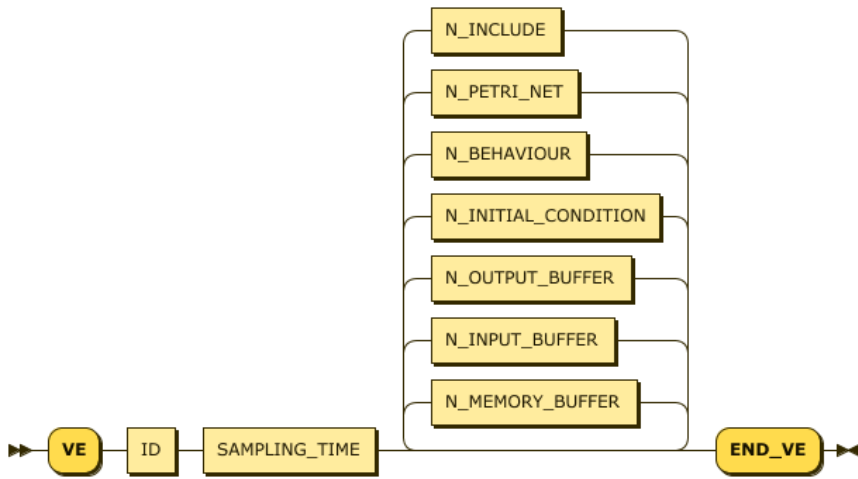 N_INCLUDE
N_PETRI_NET
N_BEHAVIOUR
N_INITIAL_CONDITION
N_OUTPUT_BUFFER
N_INPUT_BUFFER
N_MEMORY_BUFFER
VE ID SAMPLING_TIME END_VE